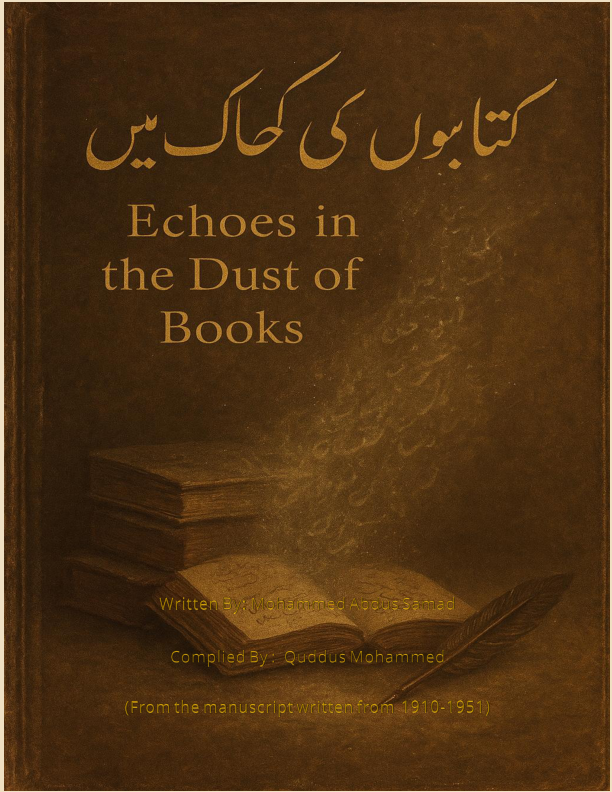 کتابوں کی کھاک میں
Echoes in
the Dust of
Books
Written By: Mohammed Abdus Samad
Complied By : Quddus Mohammed
(From the manuscript written from 1910-1951)